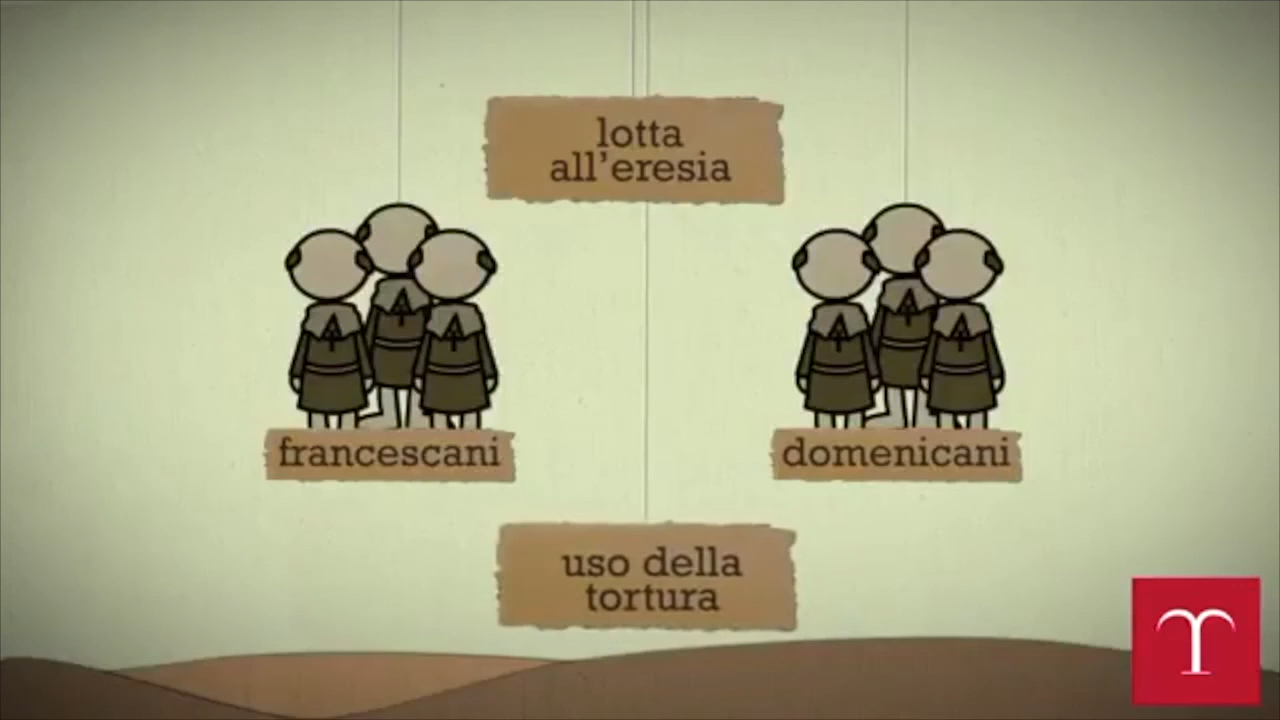 lotta
all'eresia
francescani
domenicani
uso della
tortura